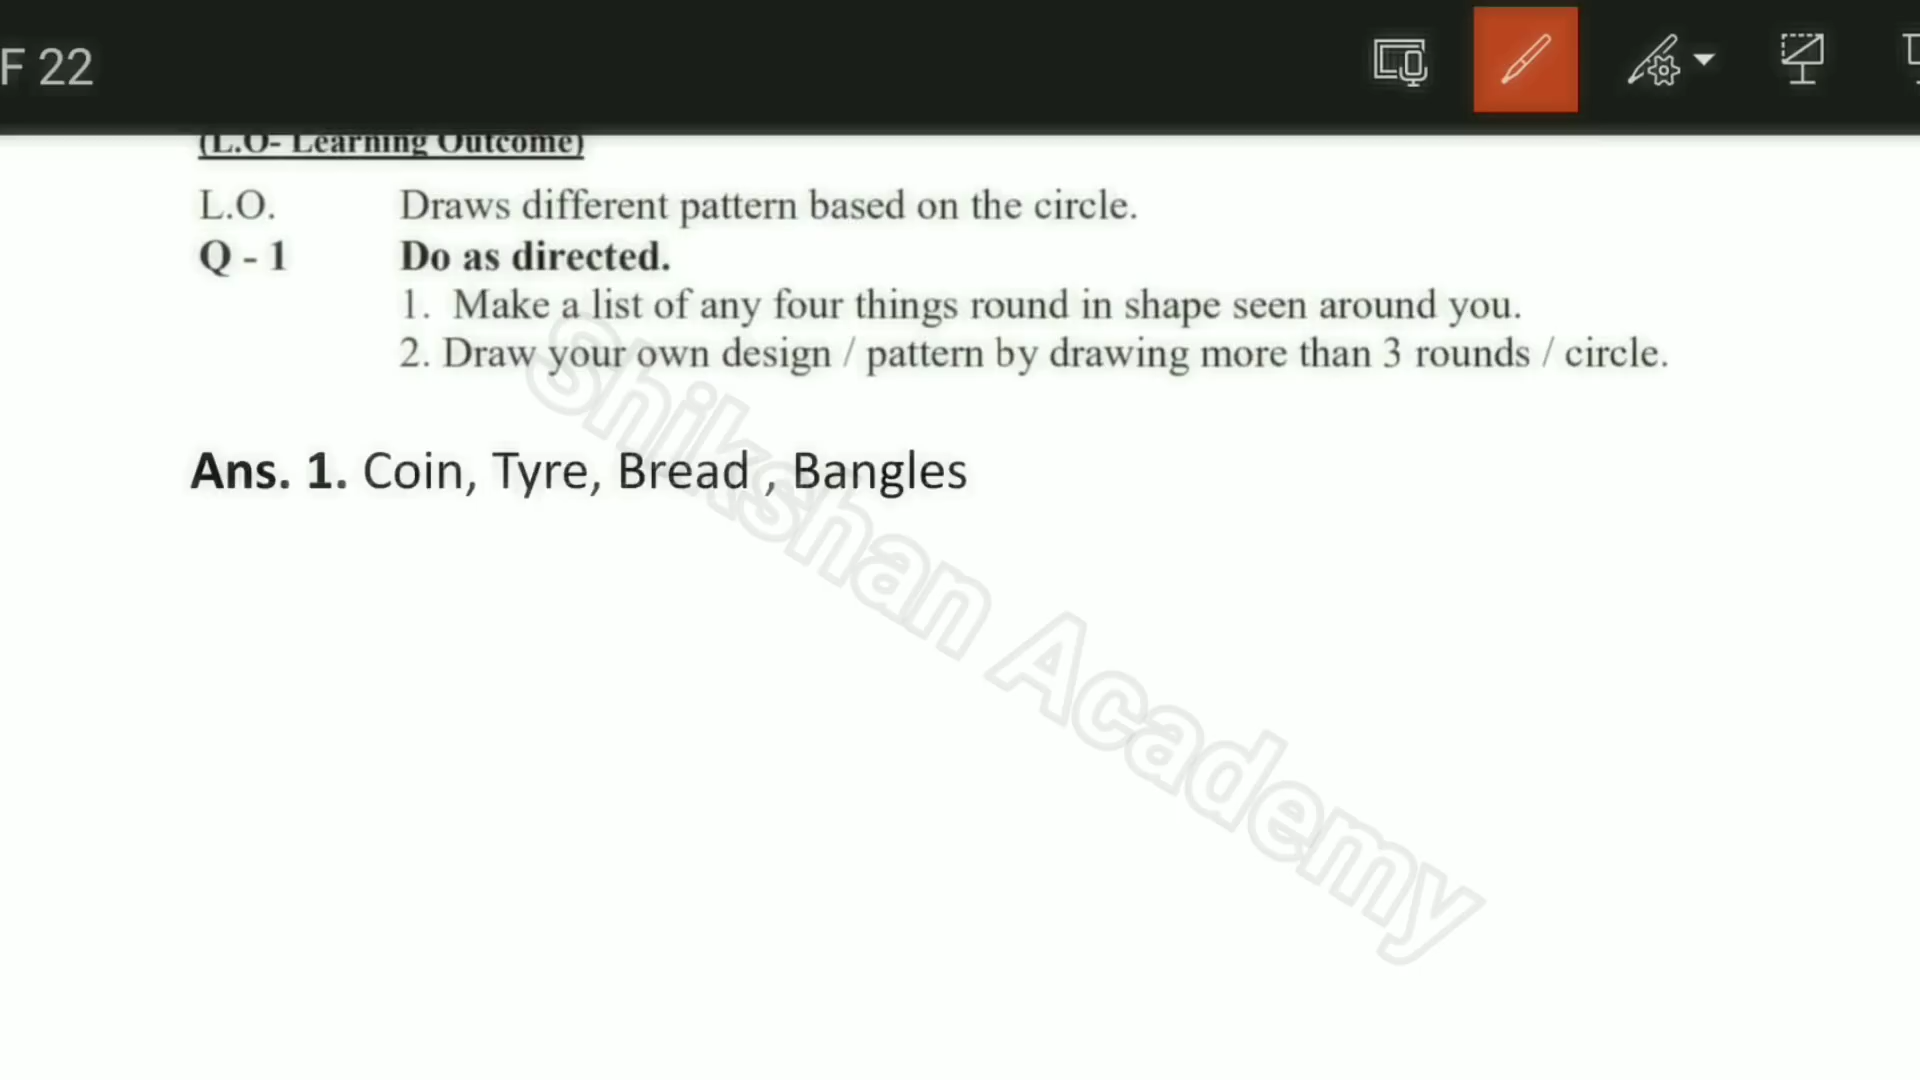 F 22
(L.O- Learning Outcome)
L.O. Draws different pattern based on the circle.
Q - 1 Do as directed.
1. Make a list of any four things round in shape seen around you.
2. Draw your own design / pattern by drawing more than 3 rounds / circle.
Ans. 1. Coin, Tyre, Bread , Bangles
Shikshan Academy